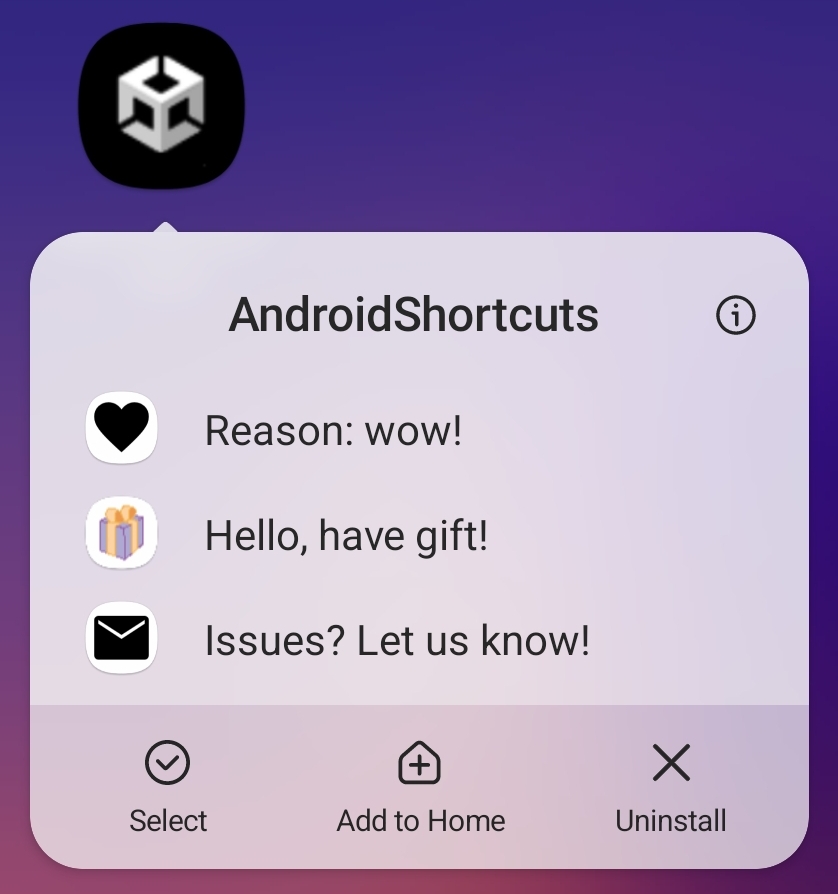 AndroidShortcuts
Reason: wow!
Hello, have gift!
Issues? Let us know!
Select
Add to Home
Uninstall